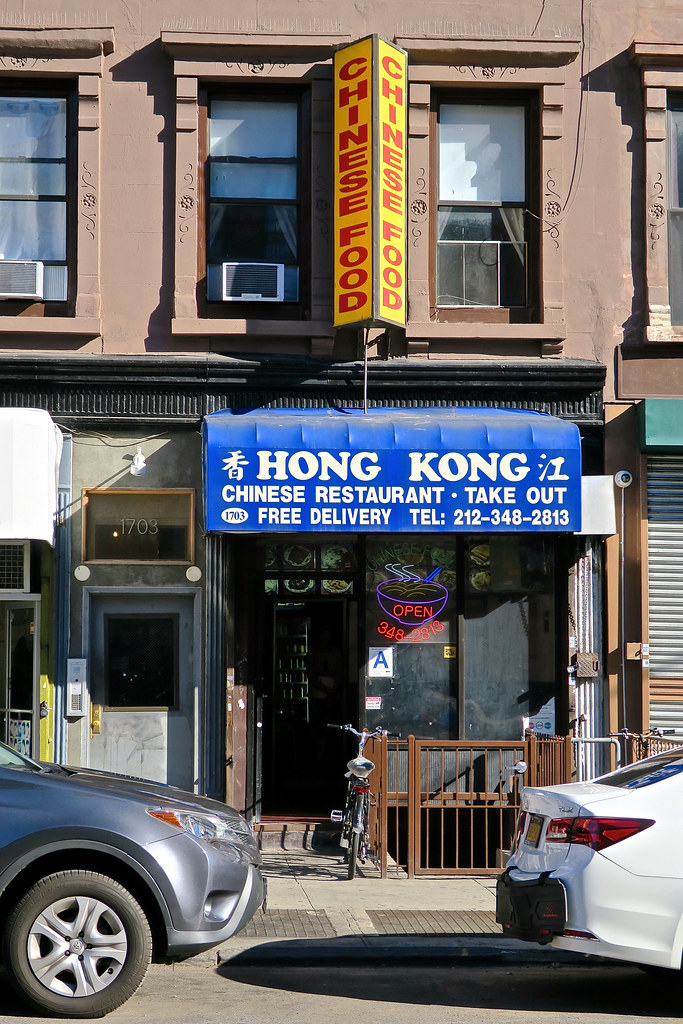 CHINESE FOOD
CHINESE FOOD
香 HONG KONG 江
CHINESE RESTAURANT · TAKE OUT
1703 FREE DELIVERY TEL: 212-348-2813
1703
OPEN
348-2813
A